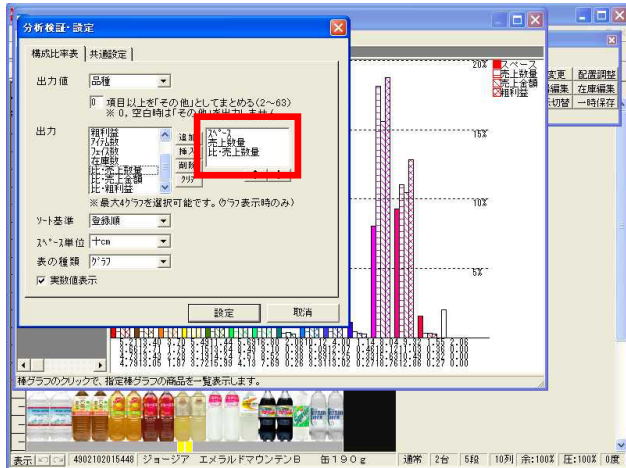 分析検証・設定
構成比率表
共通設定
出力値
品種
0 項目以上を「その他」としてまとめる(2~63)
※ 0, 空白時は「その他」を出力しません
出力
粗利益
アイテム数
フェイス数
在庫数
比・売上数量
比・売上金額
比・粗利益
追加
挿入
削除
クリア
スペース
売上数量
比・売上数量
※最大4グラフを選択可能です。(グラフ表示時のみ)
ソート基準
登録順
スペース単位
十cm
表の種類
グラフ
実数値表示
設定
取消
20%
15%
10%
5%
スペース
売上数量
売上金額
粗利益
変更
配置調整
編集
在庫編集
切替
一時保存
棒グラフのクリックで、指定棒グラフの商品を一覧表示します。
表示
4902102015448
ジョージア エメラルドマウンテンB 缶190g
通常
2台
5段
10列
余:100%
圧:100%
0度